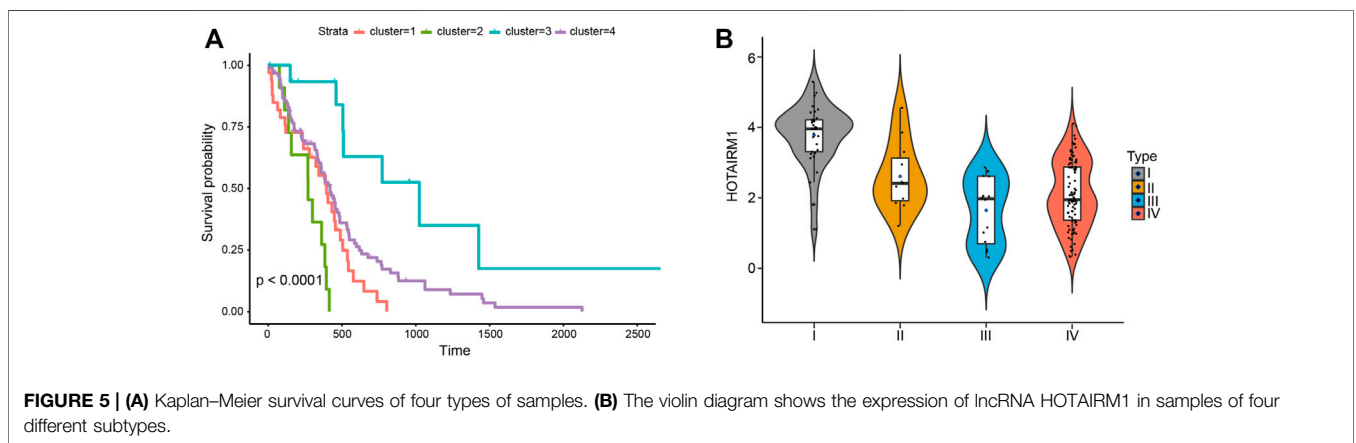 A
Strata cluster=1 cluster=2 cluster=3 cluster=4
Survival probability
1.00
0.75
0.50
0.25
0.00
p < 0.0001
0 500 1000 1500 2000 2500
Time
B
HOTAIRM1
6
4
2
0
I II III IV
Type
I
II
III
IV
FIGURE 5 | (A) Kaplan–Meier survival curves of four types of samples. (B) The violin diagram shows the expression of lncRNA HOTAIRM1 in samples of four
different subtypes.